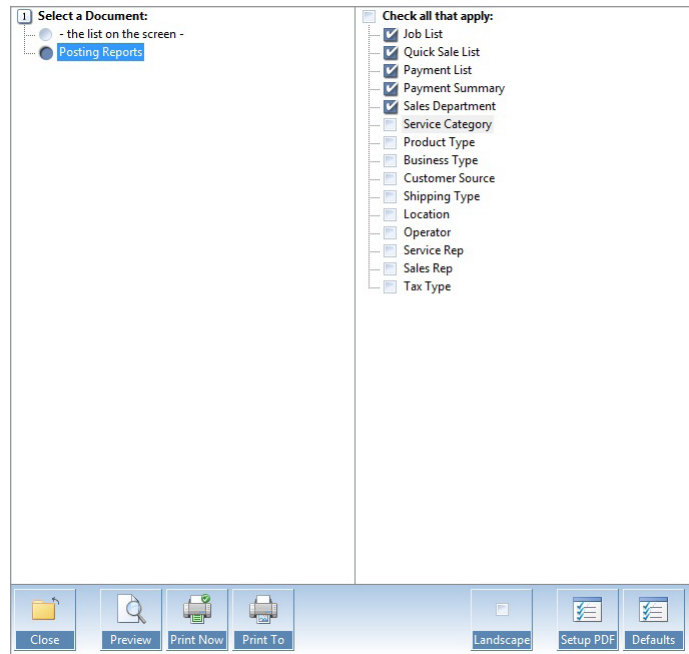 1 Select a Document:
- the list on the screen -
Posting Reports
Check all that apply:
Job List
Quick Sale List
Payment List
Payment Summary
Sales Department
Service Category
Product Type
Business Type
Customer Source
Shipping Type
Location
Operator
Service Rep
Sales Rep
Tax Type
Close
Preview
Print Now
Print To
Landscape
Setup PDF
Defaults